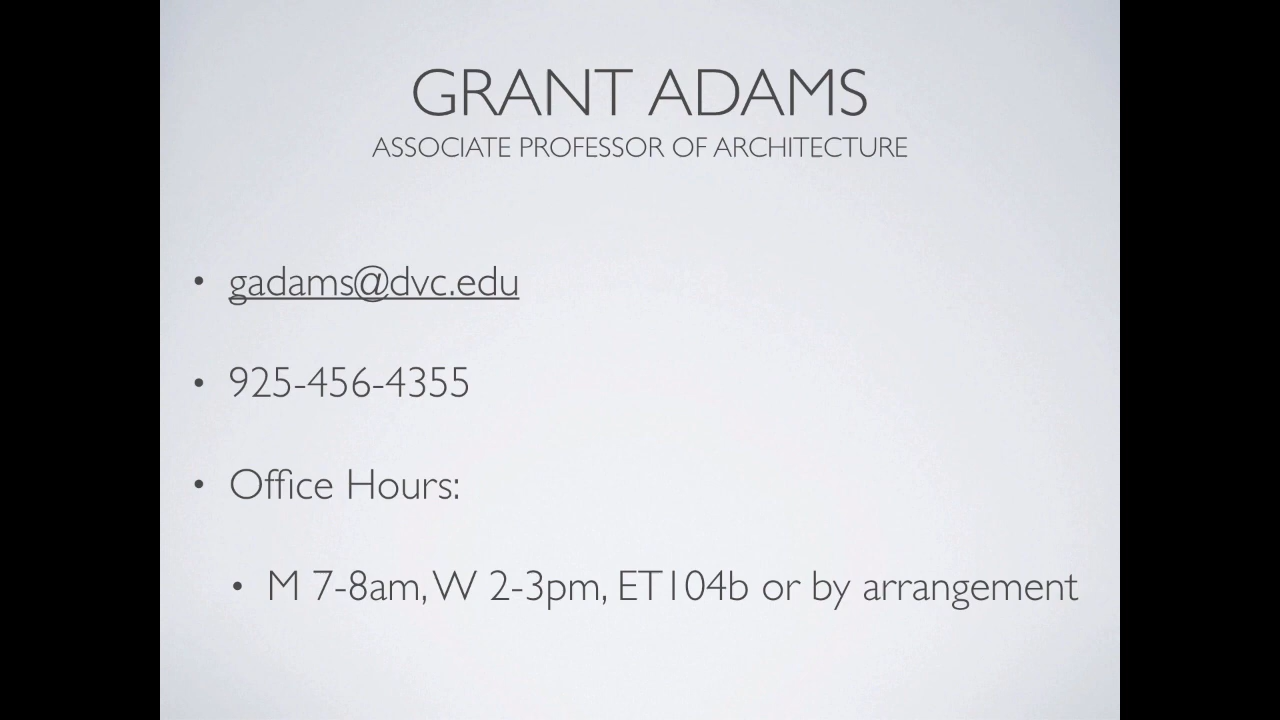 GRANT ADAMS
ASSOCIATE PROFESSOR OF ARCHITECTURE
• gadams@dvc.edu
• 925-456-4355
• Office Hours:
• M 7-8am, W 2-3pm, ET104b or by arrangement